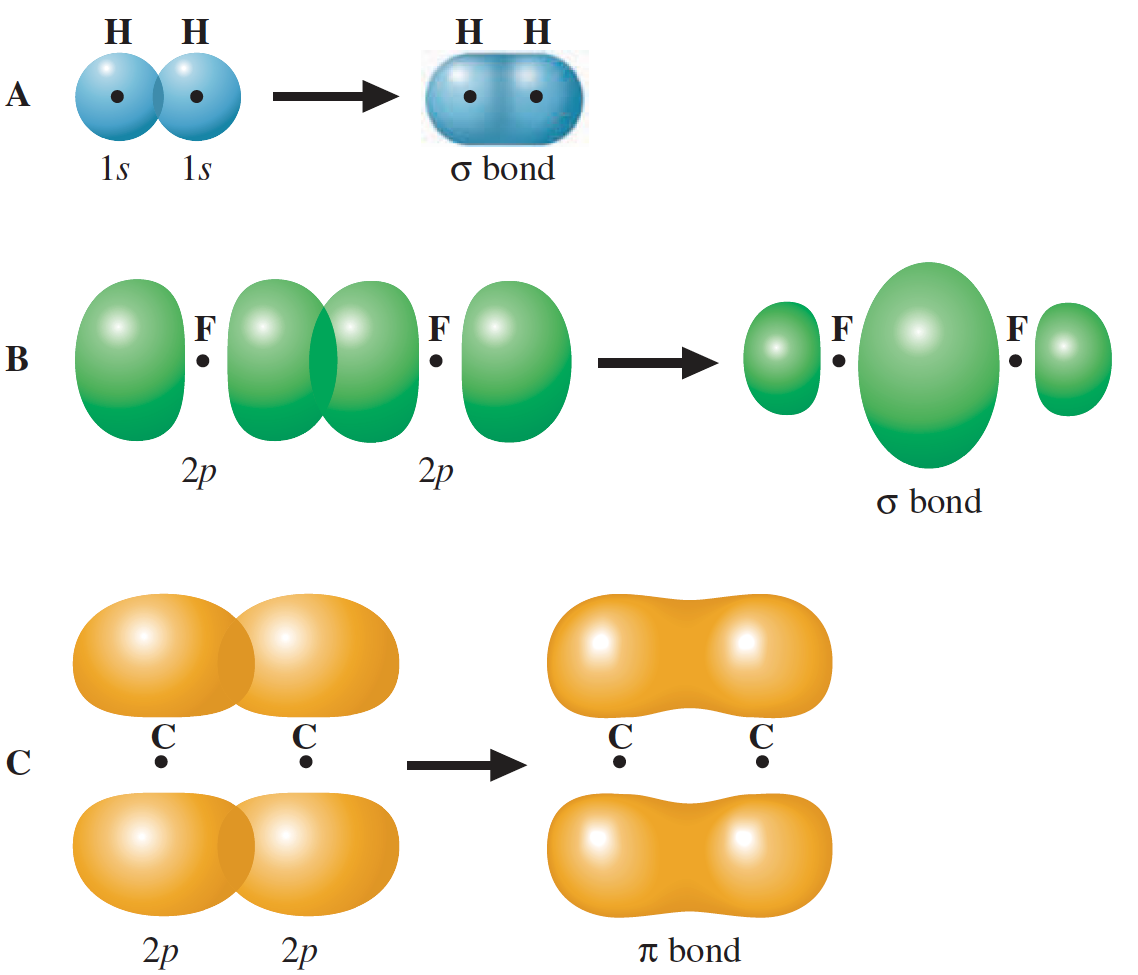 H H H H
A
1s 1s σ bond
F F F F
B
2p 2p
σ bond
C C C C
C
2p 2p π bond